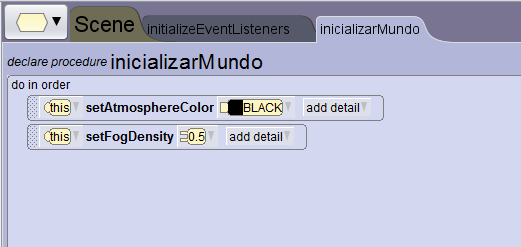 Scene initializeEventListeners inicializarMundo
declare procedure inicializarMundo
do in order
this setAtmosphereColor BLACK add detail
this setFogDensity 0.5 add detail